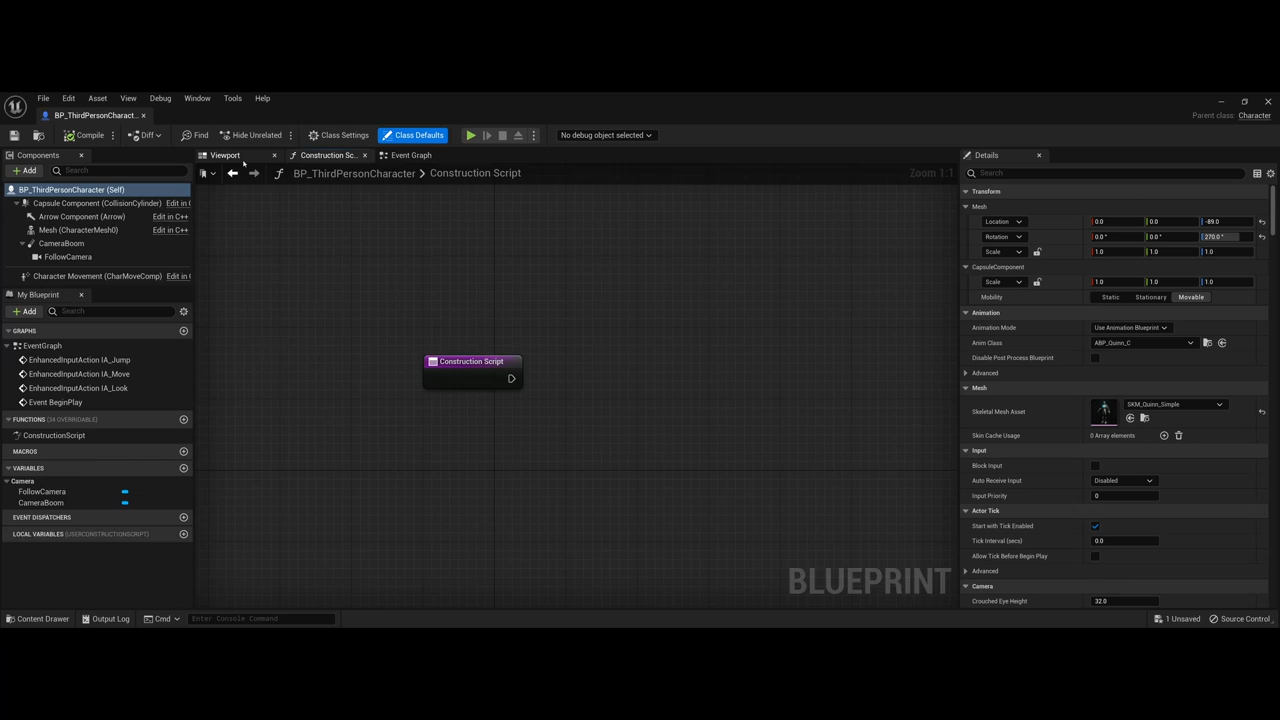 File Edit Asset View Debug Window Tools Help
BP_ThirdPersonCharact...
Parent class: Character
Compile Diff Find Hide Unrelated Class Settings Class Defaults No debug object selected
Components
Viewport
Construction Sc..
Event Graph
Details
Add Search
BP_ThirdPersonCharacter > Construction Script
Zoom 1:1
Search
BP_ThirdPersonCharacter (Self)
Capsule Component (CollisionCylinder) Edit in C
Arrow Component (Arrow) Edit in C++
Mesh (CharacterMesh0) Edit in C++
CameraBoom
FollowCamera
Character Movement (CharMoveComp) Edit in
My Blueprint
Add Search
GRAPHS
EventGraph
EnhancedInputAction IA_Jump
EnhancedInputAction IA_Move
EnhancedInputAction IA_Look
Event BeginPlay
FUNCTIONS (34 OVERRIDABLE)
ConstructionScript
MACROS
VARIABLES
Camera
FollowCamera
CameraBoom
EVENT DISPATCHERS
LOCAL VARIABLES (USERCONSTRUCTIONSCRIPT)
Construction Script
BLUEPRINT
Transform
Mesh
Location 0.0 0.0 -89.0
Rotation 0.0 ° 0.0 ° 270.0 °
Scale 1.0 1.0 1.0
CapsuleComponent
Scale 1.0 1.0 1.0
Mobility Static Stationary Movable
Animation
Animation Mode Use Animation Blueprint
Anim Class ABP_Quinn_C
Disable Post Process Blueprint
Advanced
Mesh
Skeletal Mesh Asset SKM_Quinn_Simple
Skin Cache Usage 0 Array elements
Input
Block Input
Auto Receive Input Disabled
Input Priority 0
Actor Tick
Start with Tick Enabled
Tick Interval (secs) 0.0
Allow Tick Before Begin Play
Advanced
Camera
Crouched Eye Height 32.0
Content Drawer Output Log Cmd Enter Console Command 1 Unsaved Source Control